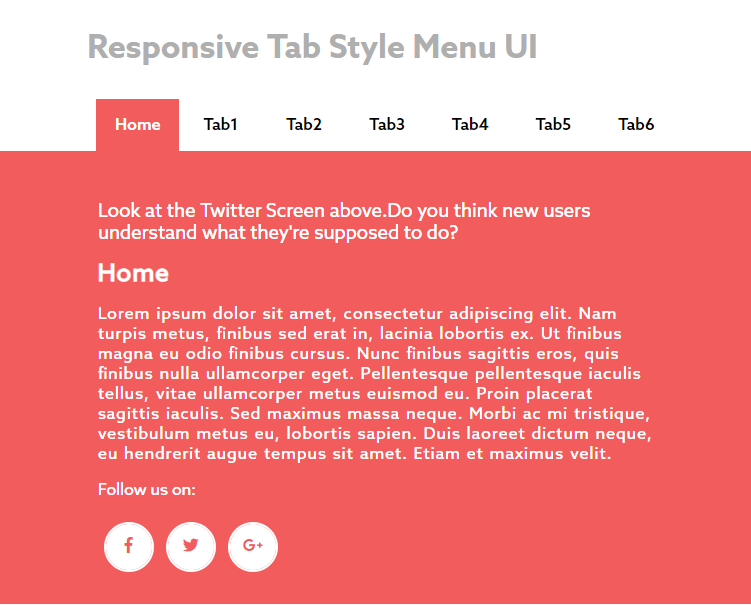 Responsive Tab Style Menu UI
Home Tab1 Tab2 Tab3 Tab4 Tab5 Tab6
Look at the Twitter Screen above.Do you think new users
understand what they're supposed to do?
Home
Lorem ipsum dolor sit amet, consectetur adipiscing elit. Nam
turpis metus, finibus sed erat in, lacinia lobortis ex. Ut finibus
magna eu odio finibus cursus. Nunc finibus sagittis eros, quis
finibus nulla ullamcorper eget. Pellentesque pellentesque iaculis
tellus, vitae ullamcorper metus euismod eu. Proin placerat
sagittis iaculis. Sed maximus massa neque. Morbi ac mi tristique,
vestibulum metus eu, lobortis sapien. Duis laoreet dictum neque,
eu hendrerit augue tempus sit amet. Etiam et maximus velit.
Follow us on:
f G+